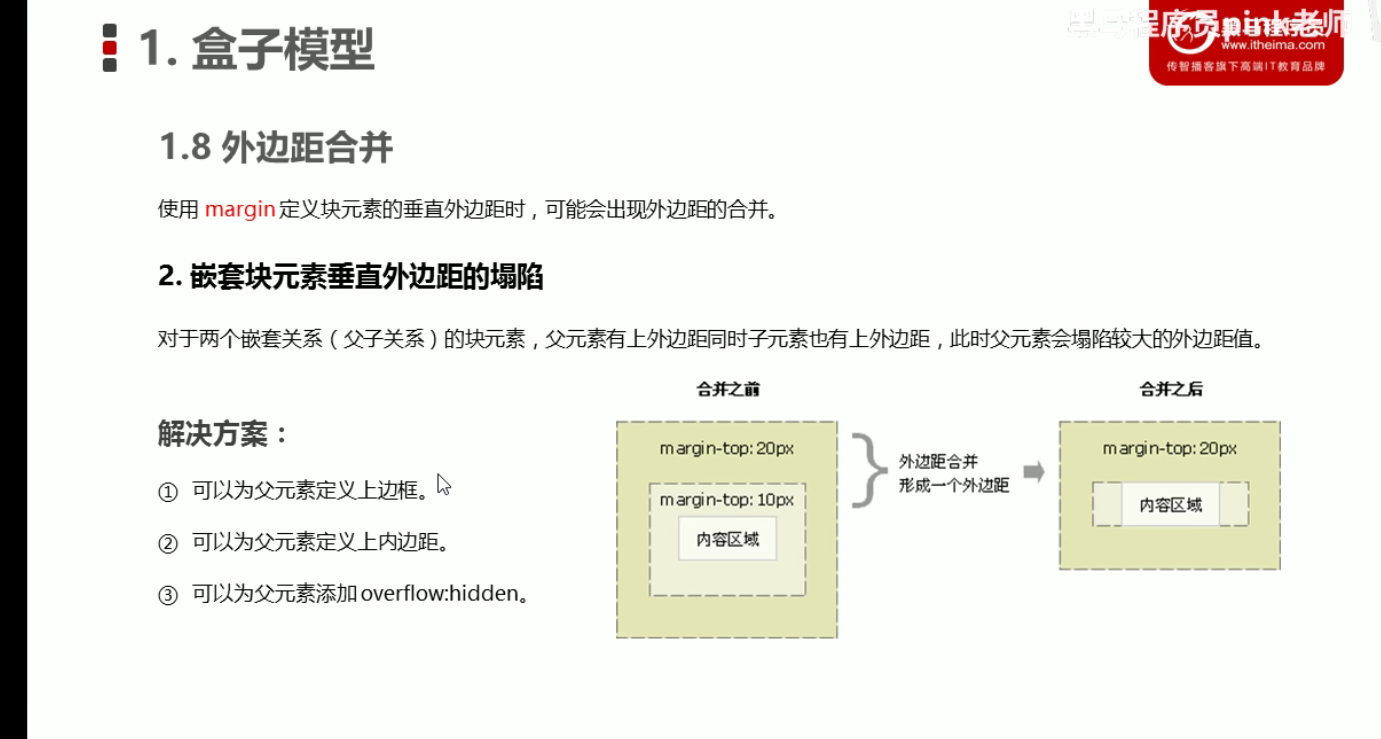 黑马程序员pink老师
www.itheima.com
传智播客旗下高端IT教育品牌
1. 盒子模型
1.8 外边距合并
使用 margin 定义块元素的垂直外边距时，可能会出现外边距的合并。
2. 嵌套块元素垂直外边距的塌陷
对于两个嵌套关系（父子关系）的块元素，父元素有上外边距同时子元素也有上外边距，此时父元素会塌陷较大的外边距值。
解决方案：
① 可以为父元素定义上边框。
② 可以为父元素定义上内边距。
③ 可以为父元素添加overflow:hidden。
合并之前
margin-top: 20px
margin-top: 10px
内容区域
外边距合并
形成一个外边距
合并之后
margin-top: 20px
内容区域